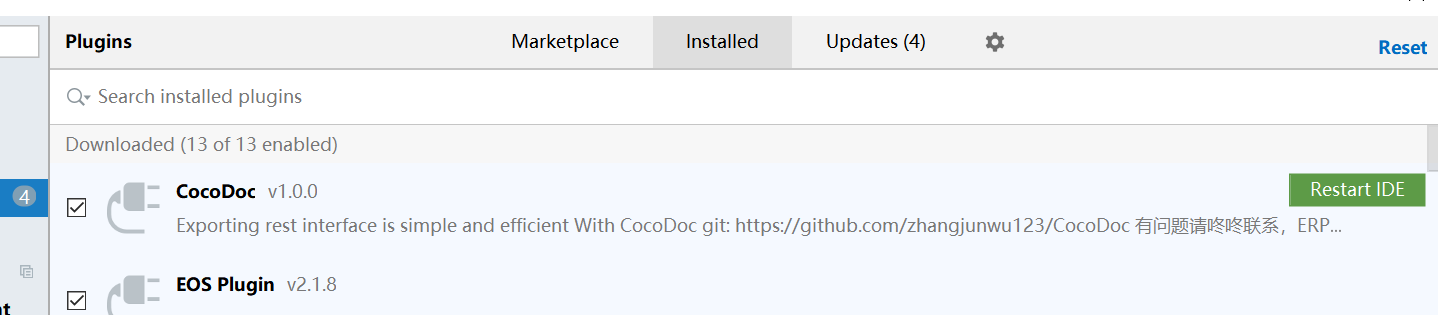 Plugins Marketplace Installed Updates (4) Reset
Search installed plugins
Downloaded (13 of 13 enabled)
4
CocoDoc v1.0.0 Restart IDE
Exporting rest interface is simple and efficient With CocoDoc git: https://github.com/zhangjunwu123/CocoDoc 有问题请咚咚联系，ERP...
EOS Plugin v2.1.8